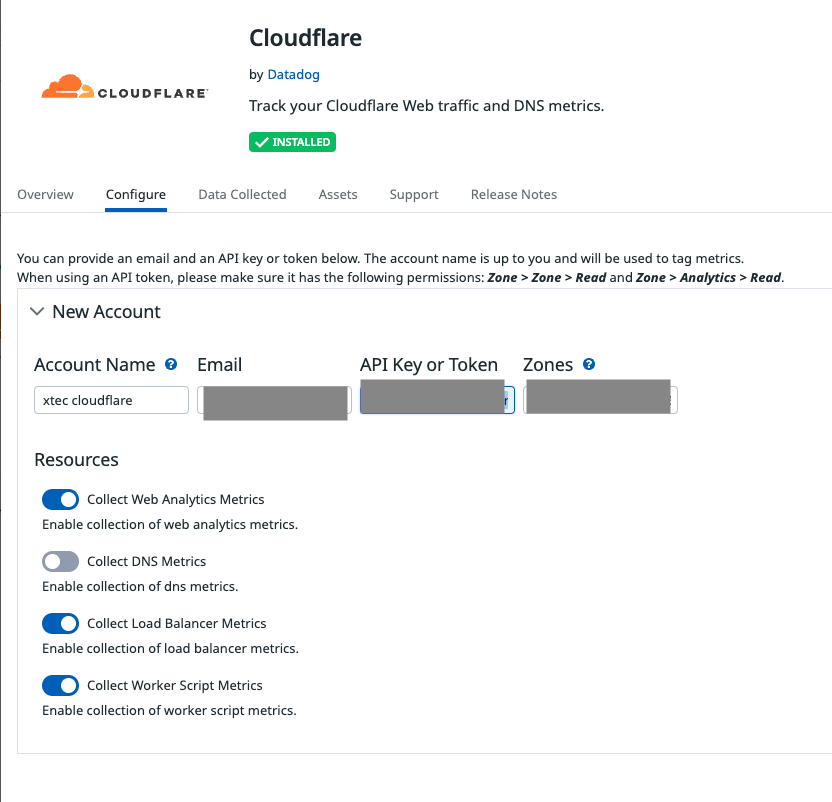 Cloudflare
by Datadog
CLOUDFLARE
Track your Cloudflare Web traffic and DNS metrics.
INSTALLED
Overview Configure Data Collected Assets Support Release Notes
You can provide an email and an API key or token below. The account name is up to you and will be used to tag metrics.
When using an API token, please make sure it has the following permissions: Zone > Zone > Read and Zone > Analytics > Read.
New Account
Account Name ? Email API Key or Token Zones ?
xtec cloudflare
Resources
Collect Web Analytics Metrics
Enable collection of web analytics metrics.
Collect DNS Metrics
Enable collection of dns metrics.
Collect Load Balancer Metrics
Enable collection of load balancer metrics.
Collect Worker Script Metrics
Enable collection of worker script metrics.